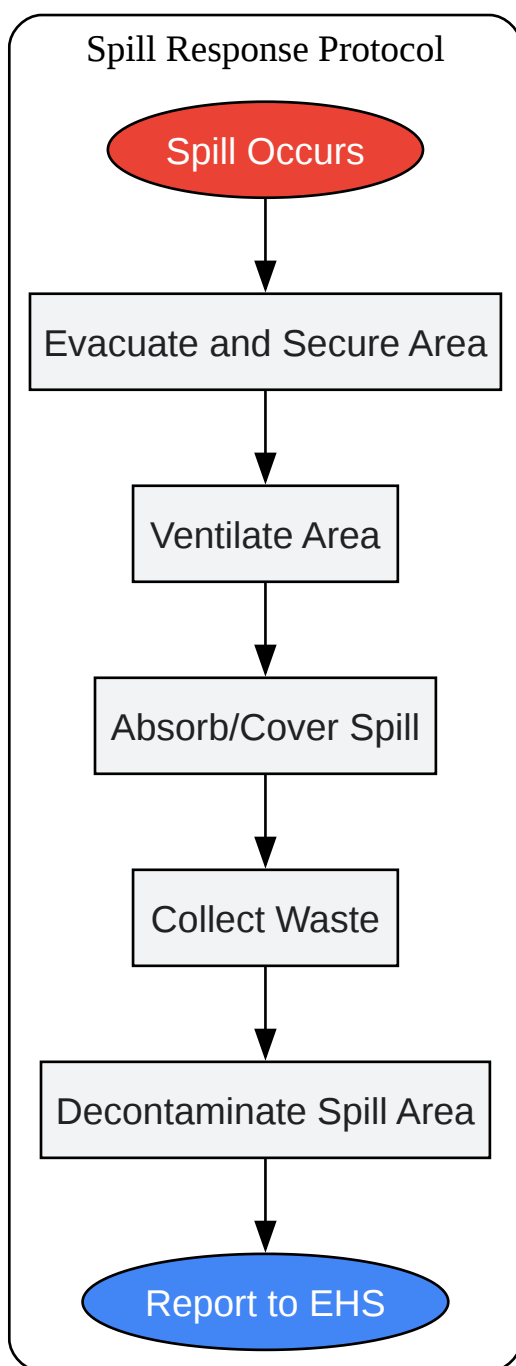 Spill Response Protocol
Spill Occurs
Evacuate and Secure Area
Ventilate Area
Absorb/Cover Spill
Collect Waste
Decontaminate Spill Area
Report to EHS